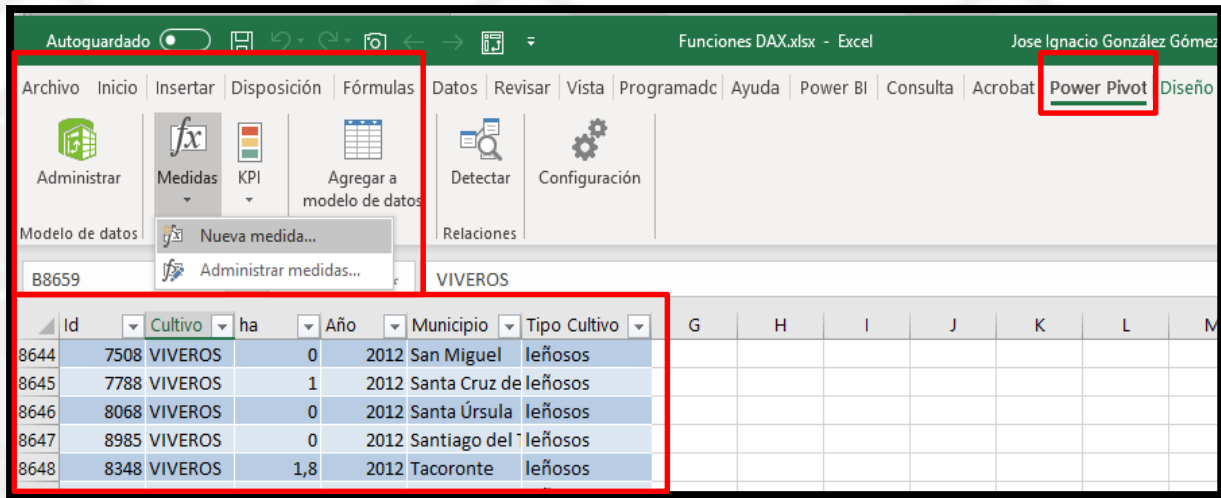 Autoguardado Funciones DAX.xlsx - Excel Jose Ignacio González Gómez
Archivo Inicio Insertar Disposición Fórmulas Datos Revisar Vista Programado Ayuda Power BI Consulta Acrobat Power Pivot Diseño
fx
Administrar Medidas KPI Agregar a modelo de datos Detectar Configuración
Modelo de datos Relaciones
Nueva medida...
Administrar medidas...
B8659 VIVEROS
Id Cultivo ha Año Municipio Tipo Cultivo G H I J K L M
8644 7508 VIVEROS 0 2012 San Miguel leñosos
8645 7788 VIVEROS 1 2012 Santa Cruz de leñosos
8646 8068 VIVEROS 0 2012 Santa Úrsula leñosos
8647 8985 VIVEROS 0 2012 Santiago del leñosos
8648 8348 VIVEROS 1,8 2012 Tacoronte leñosos